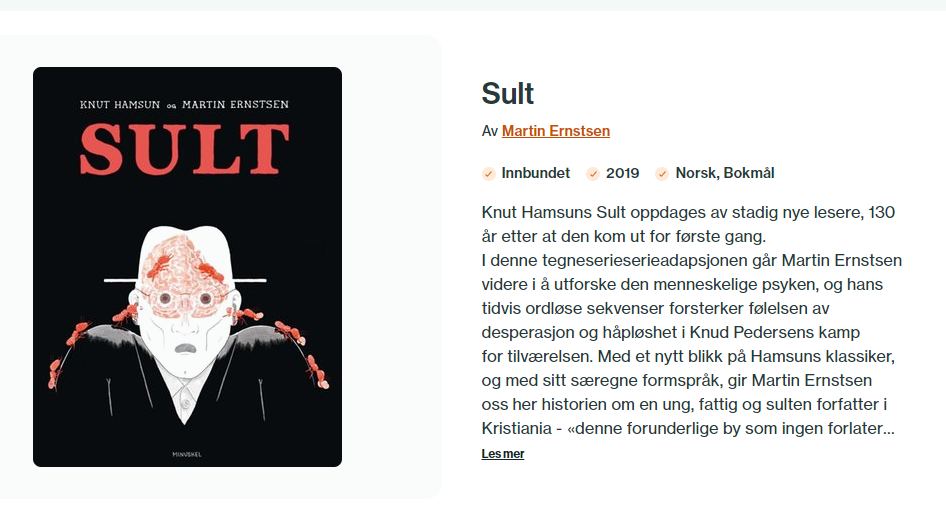 KNUT HAMSUN OG MARTIN ERNSTSEN
SULT
MINUSKEL
Sult
Av Martin Ernstsen
Innbundet 2019 Norsk, Bokmål
Knut Hamsuns Sult oppdages av stadig nye lesere, 130
år etter at den kom ut for første gang.
I denne tegneserieserieadapsjonen går Martin Ernstsen
videre i å utforske den menneskelige psyken, og hans
tidvis ordløse sekvenser forsterker følelsen av
desperasjon og håpløshet i Knud Pedersens kamp
for tilværelsen. Med et nytt blikk på Hamsuns klassiker,
og med sitt særegne formspråk, gir Martin Ernstsen
oss her historien om en ung, fattig og sulten forfatter i
Kristiania - «denne forunderlige by som ingen forlater...
Les mer